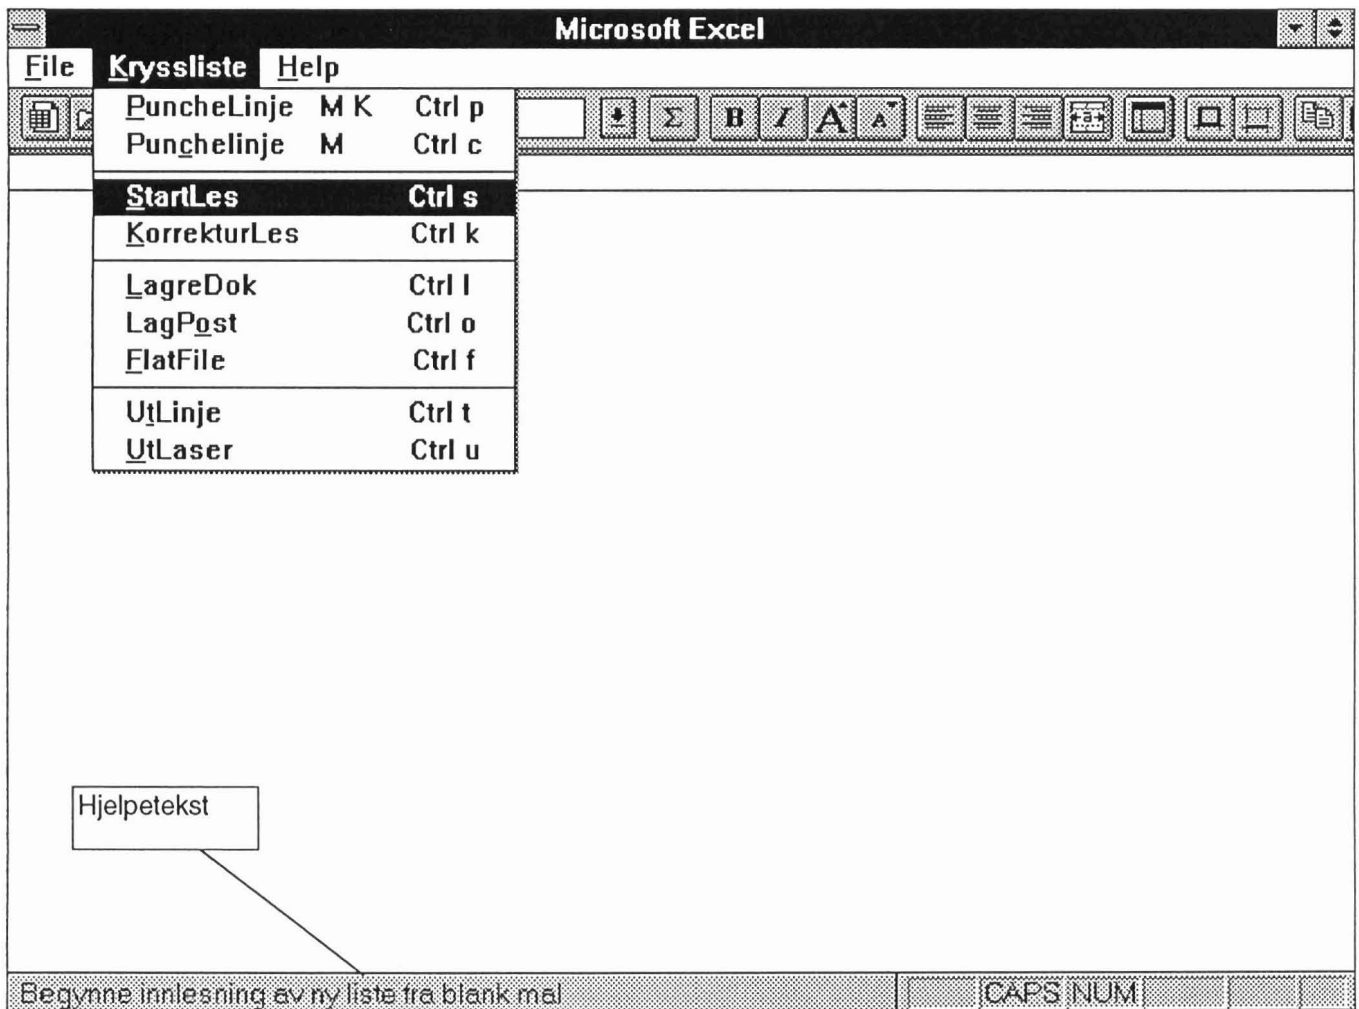 Microsoft Excel
File Kryssliste Help
PuncheLinje M K Ctrl p
Punchelinje M Ctrl c
StartLes Ctrl s
KorrekturLes Ctrl k
LagreDok Ctrl l
LagPost Ctrl o
FlatFile Ctrl f
UtLinje Ctrl t
UtLaser Ctrl u
Σ B I A A a
Hjelpetekst
Begynne innlesning av ny liste fra blank mal CAPS NUM